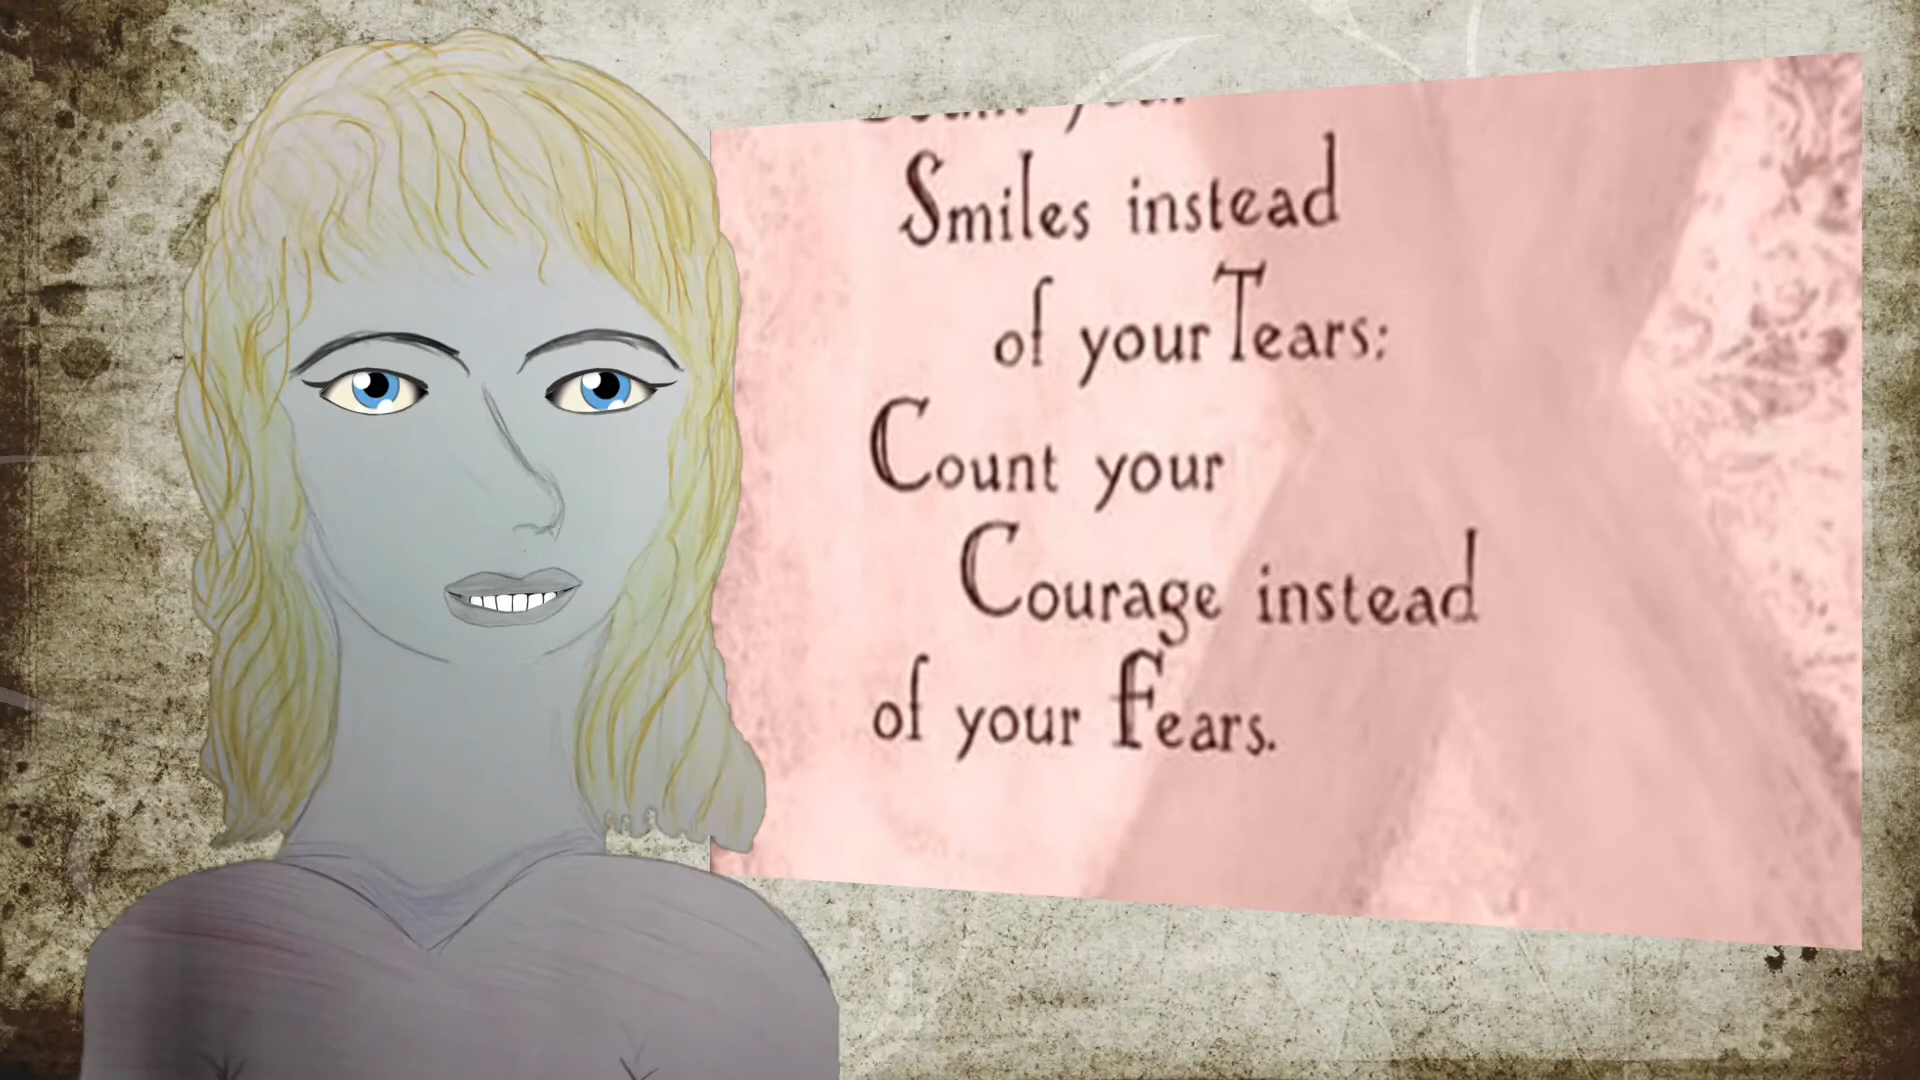 Smiles instead
of your Tears:
Count your
Courage instead
of your Fears.